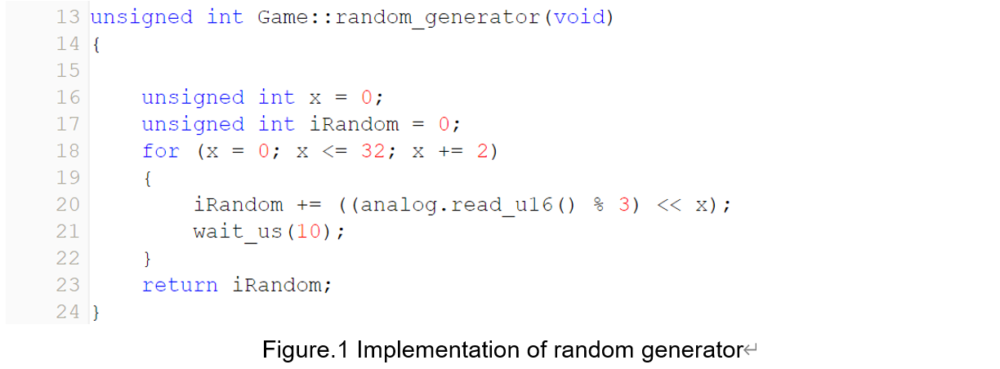 13 unsigned int Game::random_generator(void)
14 {
15
16 unsigned int x = 0;
17 unsigned int iRandom = 0;
18 for (x = 0; x <= 32; x += 2)
19 {
20 iRandom += ((analog.read_u16() % 3) << x);
21 wait_us(10);
22 }
23 return iRandom;
24 }
Figure.1 Implementation of random generator↵